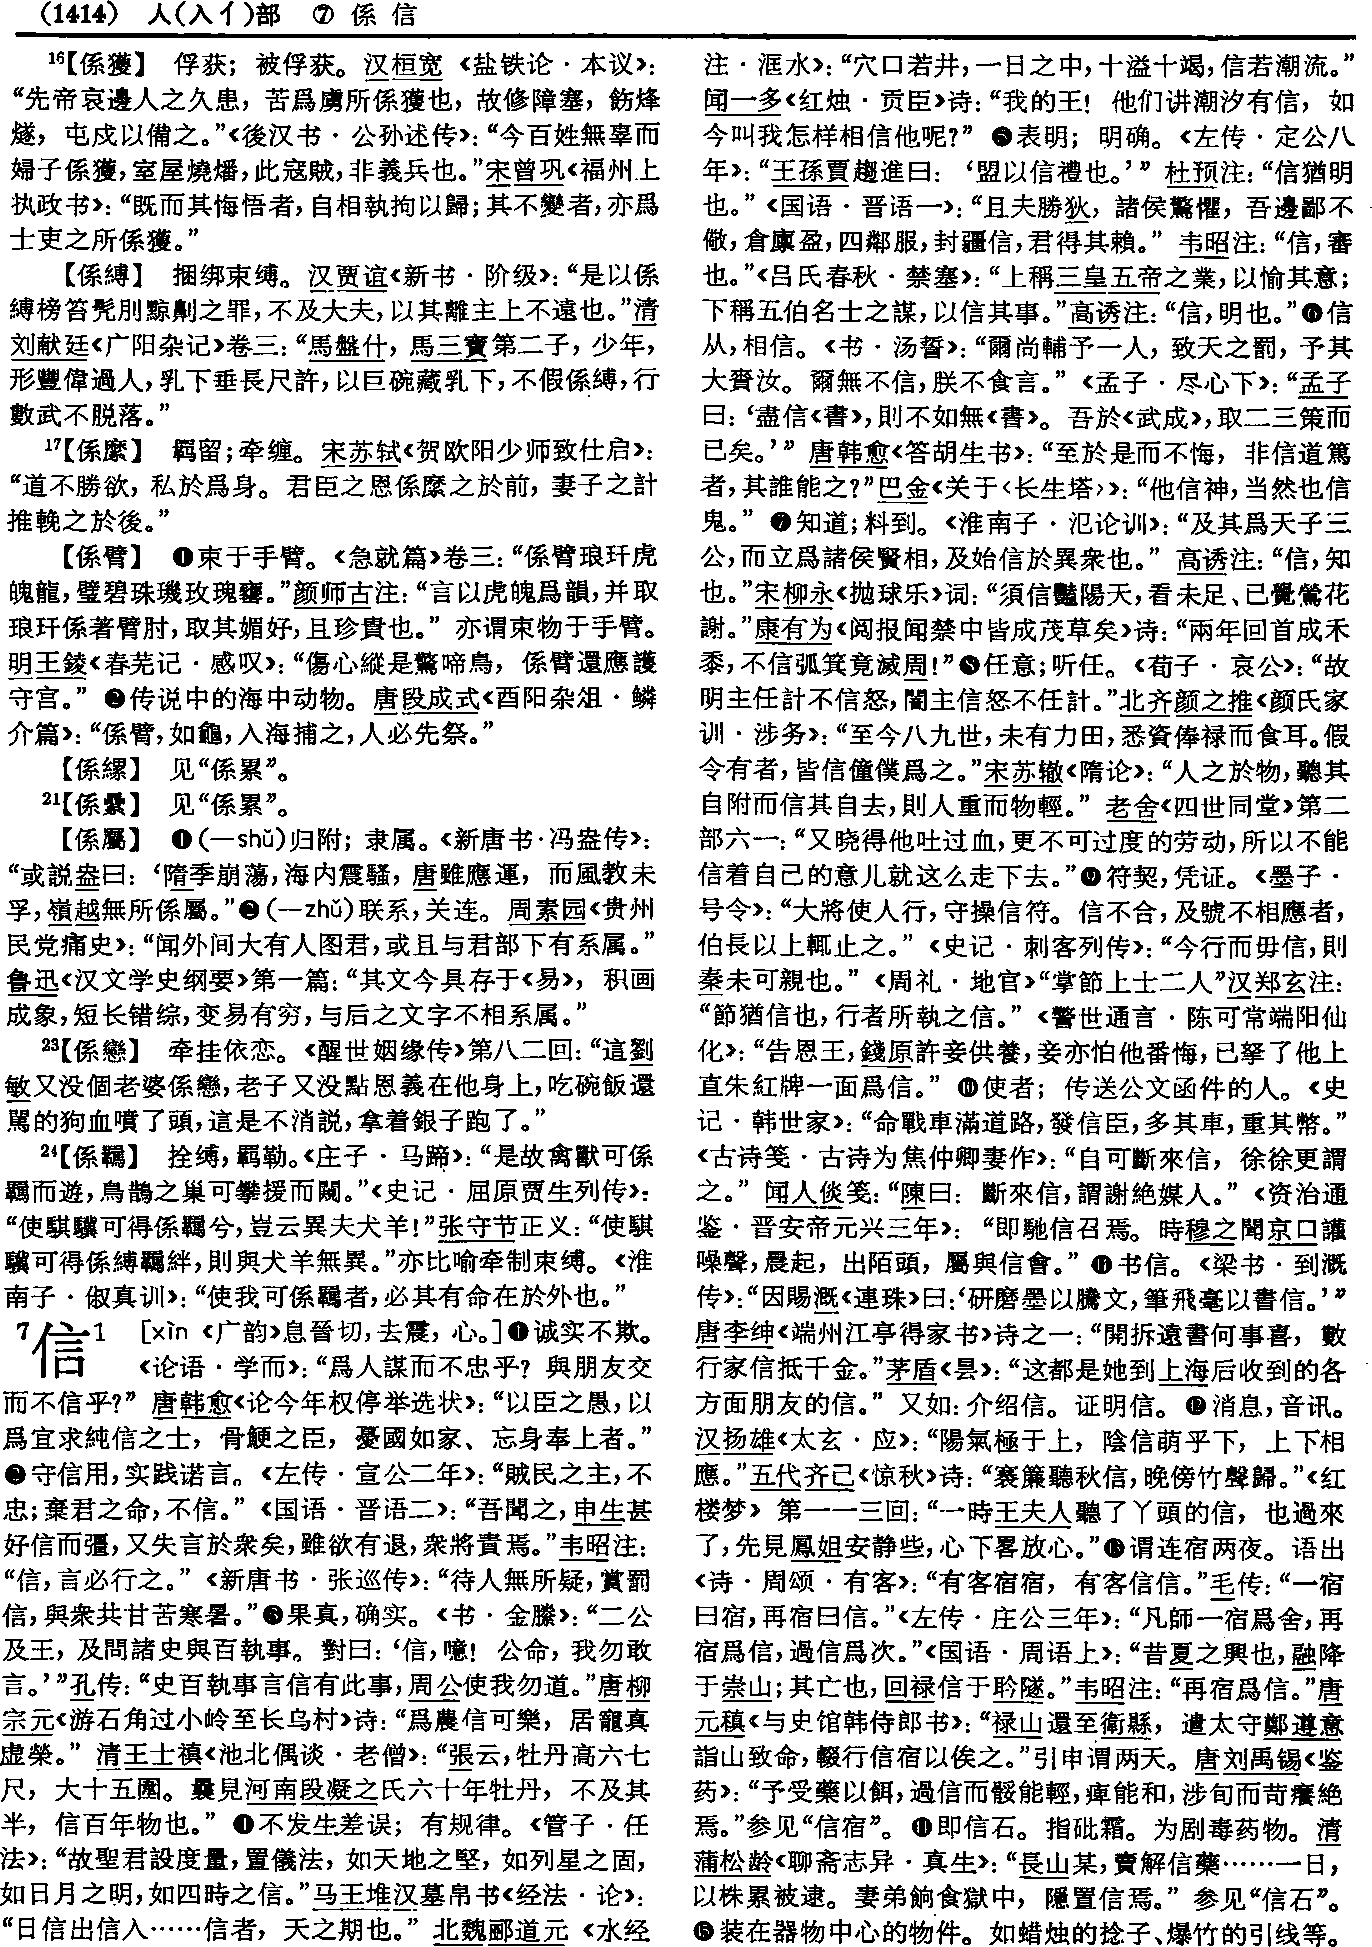 (1414) 人(入亻)部 ⑦ 係信
¹⁶【係獲】 俘获；被俘获。汉桓宽《盐铁论·本议》：
“先帝哀邊人之久患，苦爲虜所係獲也，故修障塞，飭烽
燧，屯戍以備之。”《後汉书·公孙述传》：“今百姓無辜而
婦子係獲，室屋燒燔，此寇賊，非義兵也。”宋曾巩《福州上
执政书》：“既而其悔悟者，自相執拘以歸；其不變者，亦爲
士吏之所係獲。”
【係縛】 捆绑束缚。汉贾谊《新书·阶级》：“是以係
縛榜笞髡刖黥劓之罪，不及大夫，以其離主上不遠也。”清
刘献廷《广阳杂记》卷三：“馬盤什，馬三寶第二子，少年，
形豐偉過人，乳下垂長尺許，以巨碗藏乳下，不假係縛，行
數武不脱落。”
¹⁷【係縻】 羁留；牵缠。宋苏轼《贺欧阳少师致仕启》：
“道不勝欲，私於爲身。君臣之恩係縻之於前，妻子之計
推輓之於後。”
【係臂】 ❶束于手臂。《急就篇》卷三：“係臂琅玕虎
魄龍，璧碧珠璣玫瑰罋。”颜师古注：“言以虎魄爲韻，并取
琅玕係著臂肘，取其媚好，且珍貴也。”亦谓束物于手臂。
明王錂《春芜记·感叹》：“傷心縱是驚啼鳥，係臂還應護
守宫。” ❷传说中的海中动物。唐段成式《酉阳杂俎·鳞
介篇》：“係臂，如龜，入海捕之，人必先祭。”
【係缧】 见“係累”。
²¹【係纍】 见“係累”。
【係屬】 ❶(—shǔ)归附；隶属。《新唐书·冯盎传》：
“或説盎曰：‘隋季崩蕩，海内震騷，唐雖應運，而風教未
孚，嶺越無所係屬。”❷(—zhǔ)联系，关连。周素园《贵州
民党痛史》：“闻外间大有人图君，或且与君部下有系属。”
鲁迅《汉文学史纲要》第一篇：“其文今具存于《易》，积画
成象，短长错综，变易有穷，与后之文字不相系属。”
²³【係戀】 牵挂依恋。《醒世姻缘传》第八二回：“這劉
敏又没個老婆係戀，老子又没點恩義在他身上，吃碗飯還
駡的狗血噴了頭，這是不消説，拿着銀子跑了。”
²⁴【係羈】 拴缚，羁勒。《庄子·马蹄》：“是故禽獸可係
羈而遊，鳥鵲之巢可攀援而闚。”《史记·屈原贾生列传》：
“使騏驥可得係羈兮，豈云異夫犬羊！”张守节正义：“使騏
驥可得係縛羈絆，則與犬羊無異。”亦比喻牵制束缚。《淮
南子·俶真训》：“使我可係羈者，必其有命在於外也。”
⁷信¹ [xìn《广韵》息晉切，去震，心。]❶诚实不欺。
《论语·学而》：“爲人謀而不忠乎？與朋友交
而不信乎？”唐韩愈《论今年权停举选状》：“以臣之愚，以
爲宜求純信之士，骨鯁之臣，憂國如家、忘身奉上者。”
❷守信用，实践诺言。《左传·宣公二年》：“賊民之主，不
忠；棄君之命，不信。”《国语·晋语二》：“吾聞之，申生甚
好信而彊，又失言於衆矣，雖欲有退，衆將責焉。”韦昭注：
“信，言必行之。”《新唐书·张巡传》：“待人無所疑，賞罰
信，與衆共甘苦寒暑。”❸果真，确实。《书·金縢》：“二公
及王，及問諸史與百執事。對曰：‘信，噫！公命，我勿敢
言。’”孔传：“史百執事言信有此事，周公使我勿道。”唐柳
宗元《游石角过小岭至长乌村》诗：“爲農信可樂，居寵真
虚榮。”清王士禛《池北偶谈·老僧》：“張云，牡丹高六七
尺，大十五圍。曩見河南段凝之氏六十年牡丹，不及其
半，信百年物也。” ❹不发生差误；有规律。《管子·任
法》：“故聖君設度量，置儀法，如天地之堅，如列星之固，
如日月之明，如四時之信。”马王堆汉墓帛书《经法·论》：
“日信出信入……信者，天之期也。”北魏郦道元《水经
注·洭水》：“穴口若井，一日之中，十溢十竭，信若潮流。”
闻一多《红烛·贡臣》诗：“我的王！他们讲潮汐有信，如
今叫我怎样相信他呢？” ❺表明；明确。《左传·定公八
年》：“王孫賈趨進曰：‘盟以信禮也。’”杜预注：“信猶明
也。”《国语·晋语一》：“且夫勝狄，諸侯驚懼，吾邊鄙不
儆，倉廩盈，四鄰服，封疆信，君得其賴。”韦昭注：“信，審
也。”《吕氏春秋·禁塞》：“上稱三皇五帝之業，以愉其意；
下稱五伯名士之謀，以信其事。”高诱注：“信，明也。”❻信
从，相信。《书·汤誓》：“爾尚輔予一人，致天之罰，予其
大賚汝。爾無不信，朕不食言。”《孟子·尽心下》：“孟子
曰：‘盡信《書》，則不如無《書》。吾於《武成》，取二三策而
已矣。’”唐韩愈《答胡生书》：“至於是而不悔，非信道篤
者，其誰能之？”巴金《关于〈长生塔〉》：“他信神，当然也信
鬼。” ❼知道；料到。《淮南子·氾论训》：“及其爲天子三
公，而立爲諸侯賢相，及始信於異衆也。”高诱注：“信，知
也。”宋柳永《抛球乐》词：“須信豔陽天，看未足、已覺鶯花
謝。”康有为《阅报闻禁中皆成茂草矣》诗：“兩年回首成禾
黍，不信弧箕竟滅周！”❽任意；听任。《荀子·哀公》：“故
明主任計不信怒，闇主信怒不任計。”北齐颜之推《颜氏家
训·涉务》：“至今八九世，未有力田，悉資俸禄而食耳。假
令有者，皆信僮僕爲之。”宋苏辙《隋论》：“人之於物，聽其
自附而信其自去，則人重而物輕。”老舍《四世同堂》第二
部六一：“又晓得他吐过血，更不可过度的劳动，所以不能
信着自己的意儿就这么走下去。”❾符契，凭证。《墨子·
号令》：“大將使人行，守操信符。信不合，及號不相應者，
伯長以上輒止之。”《史记·刺客列传》：“今行而毋信，則
秦未可親也。”《周礼·地官》“掌節上士二人”汉郑玄注：
“節猶信也，行者所執之信。”《警世通言·陈可常端阳仙
化》：“告恩王，錢原許妾供養，妾亦怕他番悔，已拏了他上
直朱紅牌一面爲信。” ❿使者；传送公文函件的人。《史
记·韩世家》：“命戰車滿道路，發信臣，多其車，重其幣。”
《古诗笺·古诗为焦仲卿妻作》：“自可斷來信，徐徐更謂
之。”闻人倓笺：“陳曰：斷來信，謂謝絶媒人。”《资治通
鉴·晋安帝元兴三年》：“即馳信召焉。時穆之聞京口讙
噪聲，晨起，出陌頭，屬與信會。” ⓫书信。《梁书·到溉
传》：“因賜溉《連珠》曰：‘研磨墨以騰文，筆飛毫以書信。’”
唐李绅《端州江亭得家书》诗之一：“開拆遠書何事喜，數
行家信抵千金。”茅盾《昙》：“这都是她到上海后收到的各
方面朋友的信。”又如：介绍信。证明信。 ⓬消息，音讯。
汉扬雄《太玄·应》：“陽氣極于上，陰信萌乎下，上下相
應。”五代齐己《惊秋》诗：“褰簾聽秋信，晚傍竹聲歸。”《红
楼梦》第一一三回：“一時王夫人聽了丫頭的信，也過來
了，先見鳳姐安静些，心下畧放心。”⓭谓连宿两夜。语出
《诗·周颂·有客》：“有客宿宿，有客信信。”毛传：“一宿
曰宿，再宿曰信。”《左传·庄公三年》：“凡師一宿爲舍，再
宿爲信，過信爲次。”《国语·周语上》：“昔夏之興也，融降
于崇山；其亡也，回禄信于聆隧。”韦昭注：“再宿爲信。”唐
元稹《与史馆韩侍郎书》：“禄山還至衛縣，遣太守鄭遵意
詣山致命，輟行信宿以俟之。”引申谓两天。唐刘禹锡《鉴
药》：“予受藥以餌，過信而骽能輕，痺能和，涉旬而苛癢絶
焉。”参见“信宿”。 ⓮即信石。指砒霜。为剧毒药物。清
蒲松龄《聊斋志异·真生》：“長山某，賣解信藥……一日，
以株累被逮。妻弟餉食獄中，隱置信焉。”参见“信石”。
⓯装在器物中心的物件。如蜡烛的捻子、爆竹的引线等。